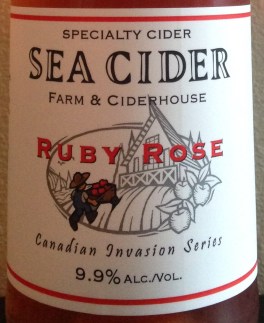 SPECIALTY CIDER
SEA CIDER
FARM & CIDERHOUSE
RUBY ROSE
Canadian Invasion Series
9.9% ALC./VOL.